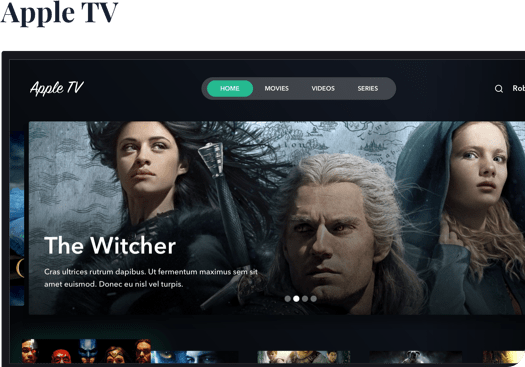 Apple TV
Apple TV
HOME MOVIES VIDEOS SERIES
The Witcher
Cras ultrices rutrum dapibus. Ut fermentum maximus sem sit
amet euismod. Donec eu nisl vel turpis.